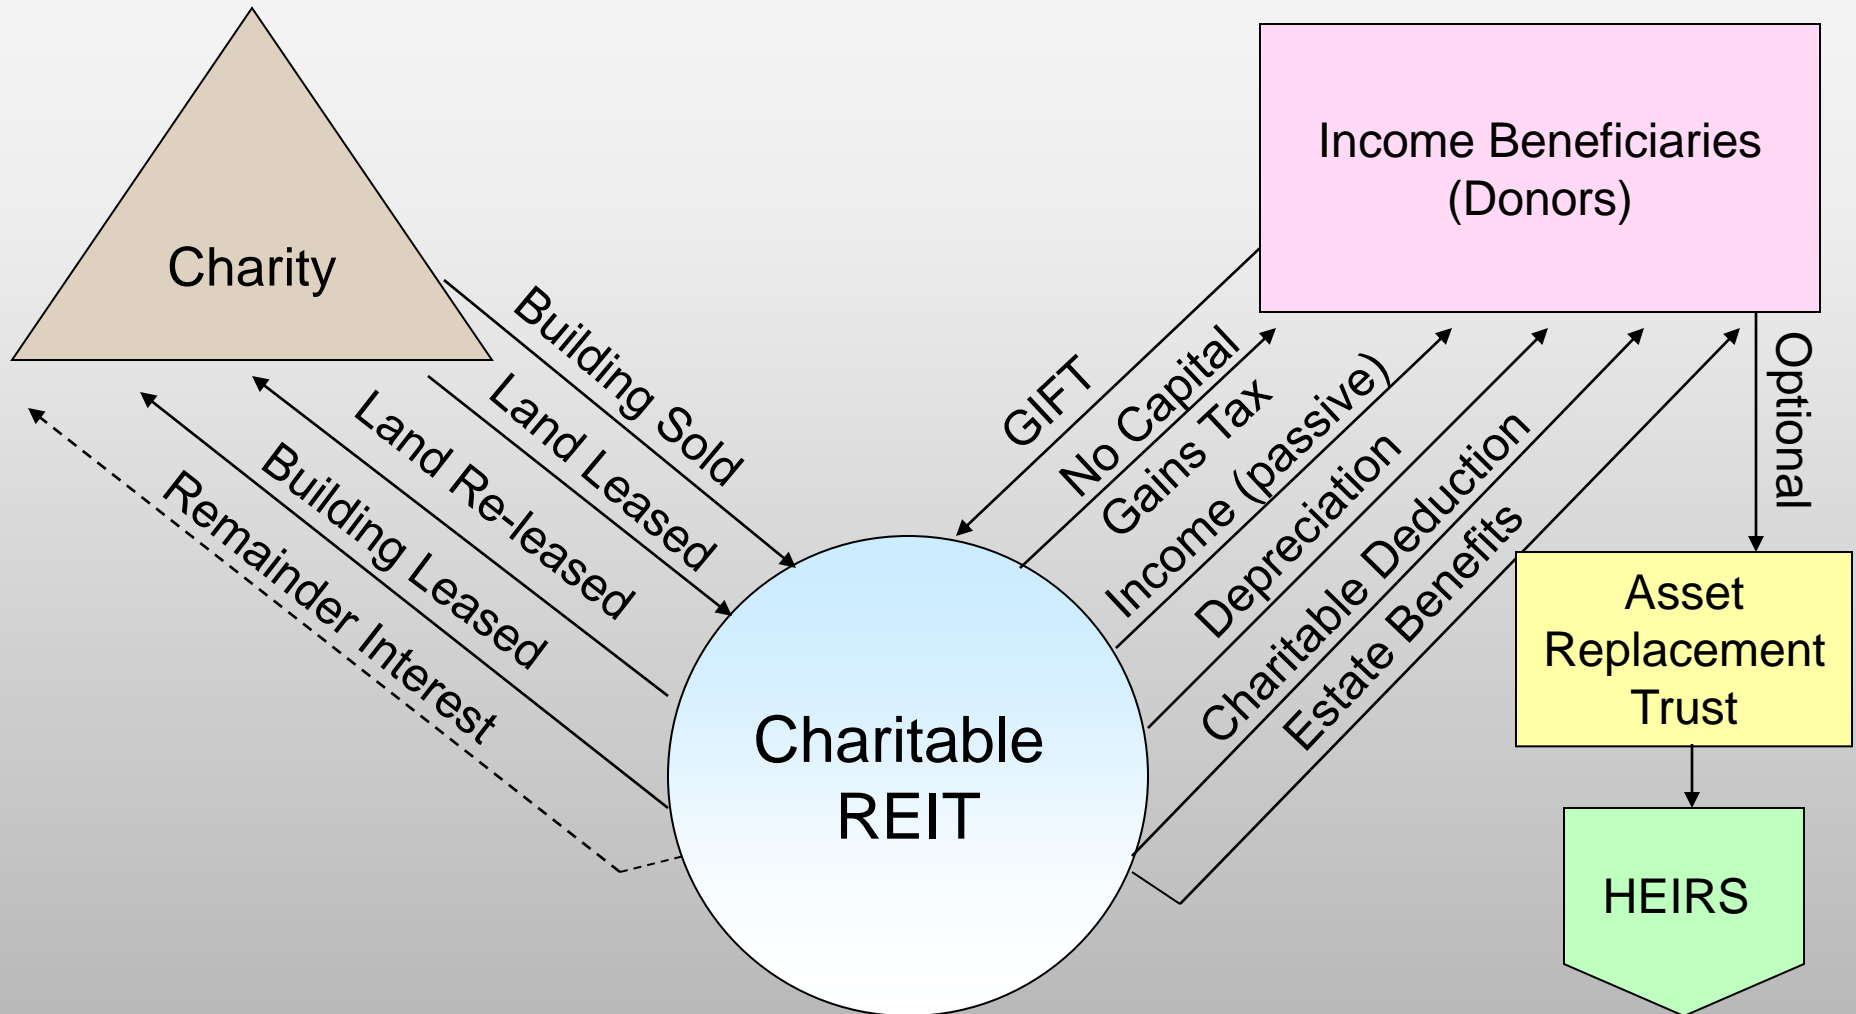 Charity
Income Beneficiaries
(Donors)
Building Sold
Land Leased
Land Re-leased
Building Leased
Remainder Interest
GIFT
No Capital
Gains Tax
Income (passive)
Depreciation
Charitable Deduction
Estate Benefits
Optional
Charitable
REIT
Asset
Replacement
Trust
HEIRS